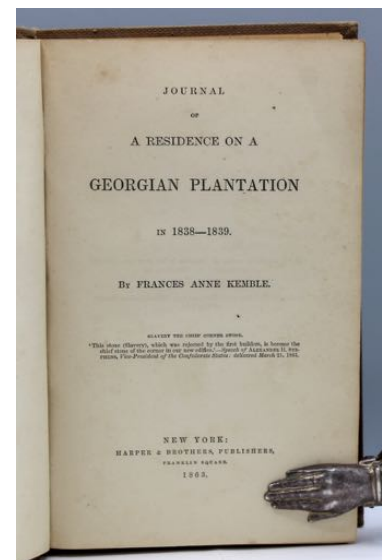 JOURNAL
OF
A RESIDENCE ON A
GEORGIAN PLANTATION
IN 1838—1839.
BY FRANCES ANNE KEMBLE.
SLAVERY THE CHIEF CORNER STONE.
'This stone (Slavery), which was rejected by the first builders, is become the
chief stone of the corner in our new edifice.'—Speech of ALEXANDER H. STE-
PHENS, Vice-President of the Confederate States: delivered March 21, 1861.
NEW YORK:
HARPER & BROTHERS, PUBLISHERS,
FRANKLIN SQUARE.
1863.